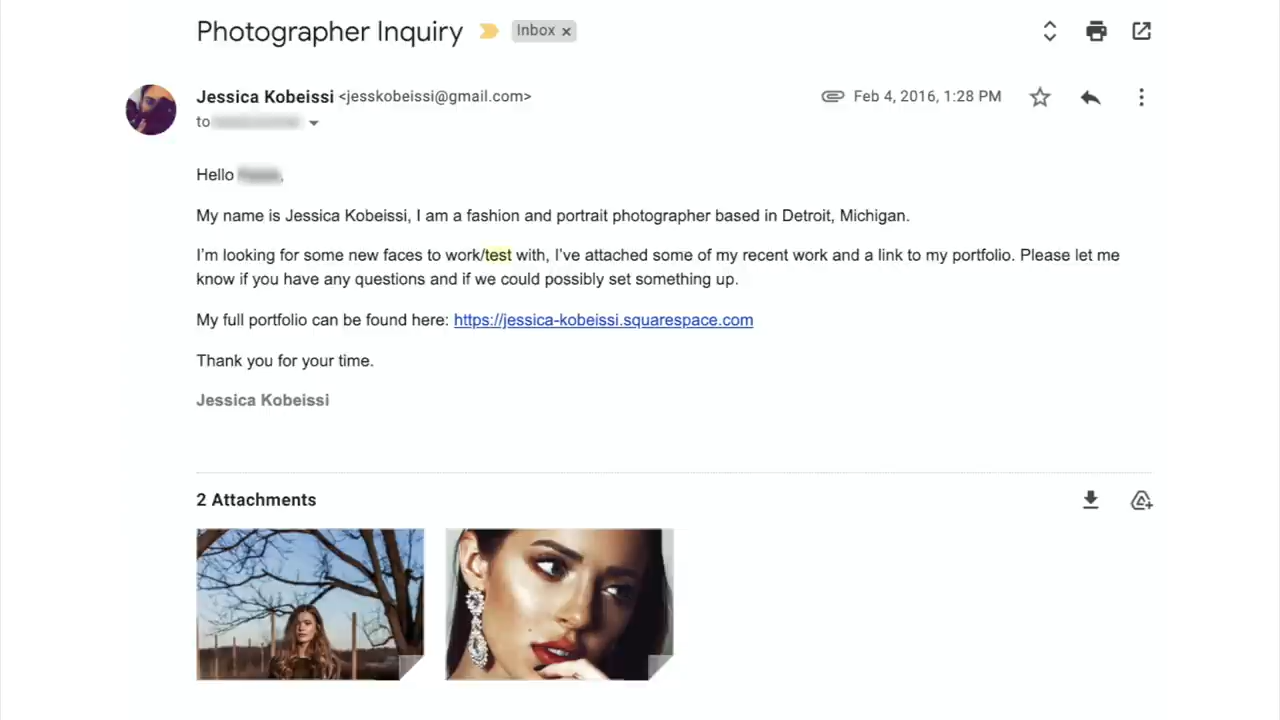 Photographer Inquiry Inbox ×
Jessica Kobeissi <jesskobeissi@gmail.com> Feb 4, 2016, 1:28 PM
to
Hello ,
My name is Jessica Kobeissi, I am a fashion and portrait photographer based in Detroit, Michigan.
I'm looking for some new faces to work/test with, I've attached some of my recent work and a link to my portfolio. Please let me
know if you have any questions and if we could possibly set something up.
My full portfolio can be found here: https://jessica-kobeissi.squarespace.com
Thank you for your time.
Jessica Kobeissi
2 Attachments